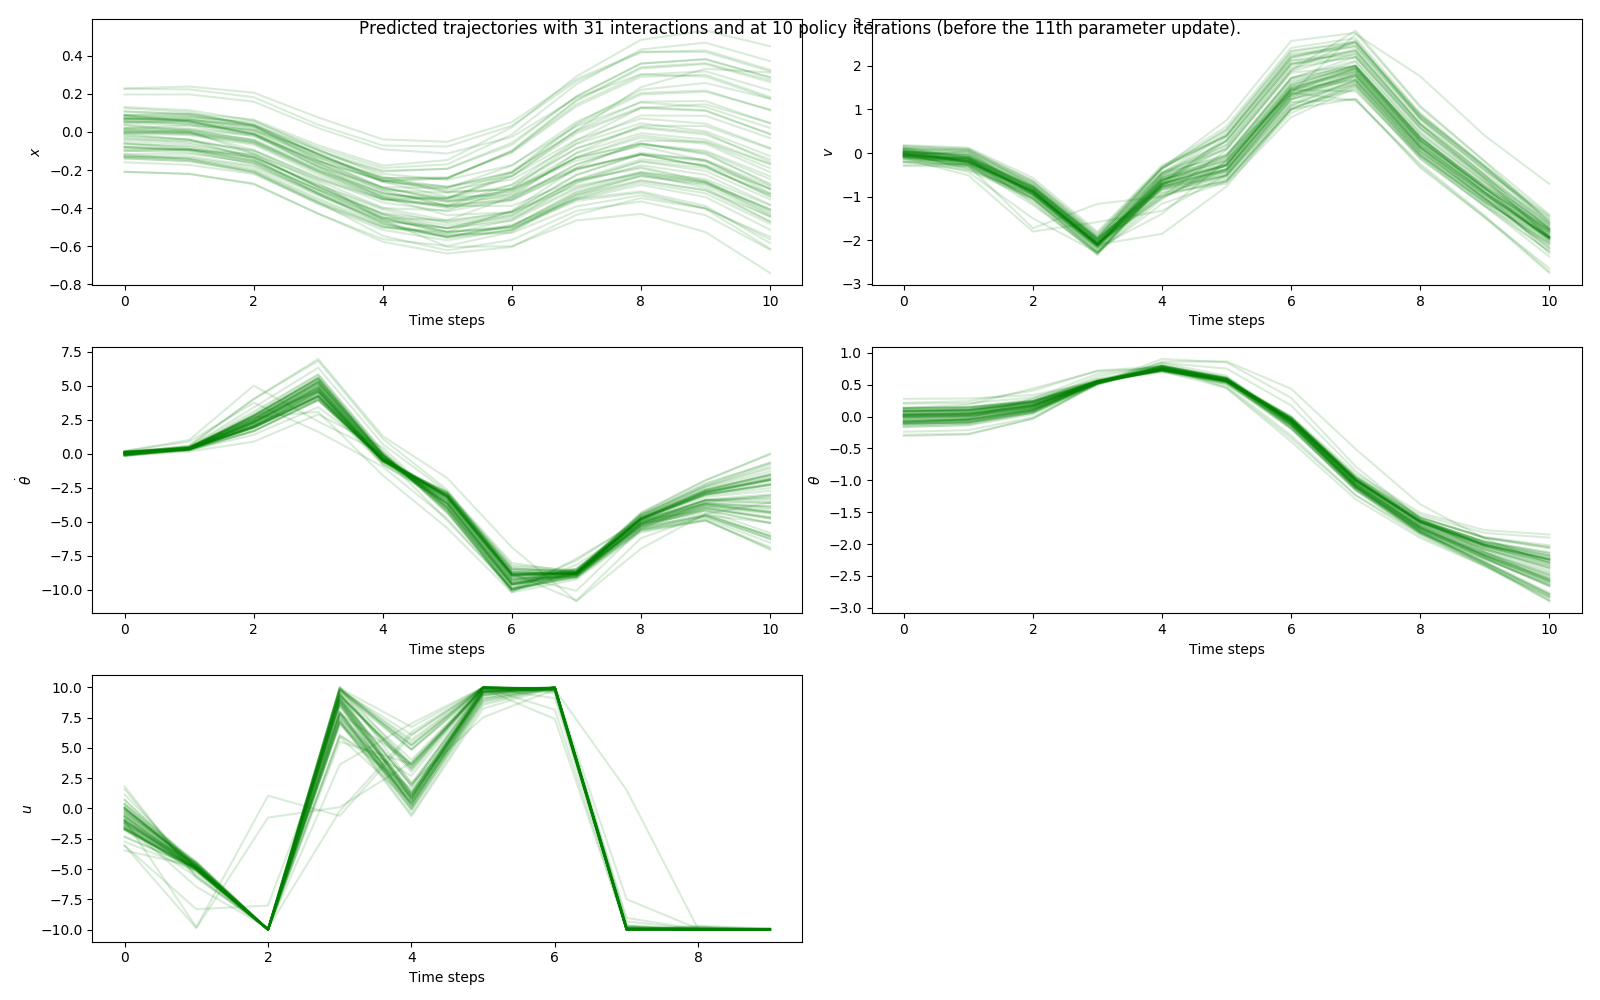 Predicted trajectories with 31 interactions and at 10 policy iterations (before the 11th parameter update).
0.4
0.2
0.0
−0.2
−0.4
−0.6
−0.8
x
0 2 4 6 8 10
Time steps
3
2
1
0
−1
−2
−3
v
0 2 4 6 8 10
Time steps
7.5
5.0
2.5
0.0
−2.5
−5.0
−7.5
−10.0
θ̇
0 2 4 6 8 10
Time steps
1.0
0.5
0.0
−0.5
−1.0
−1.5
−2.0
−2.5
−3.0
θ
0 2 4 6 8 10
Time steps
10.0
7.5
5.0
2.5
0.0
−2.5
−5.0
−7.5
−10.0
u
0 2 4 6 8
Time steps